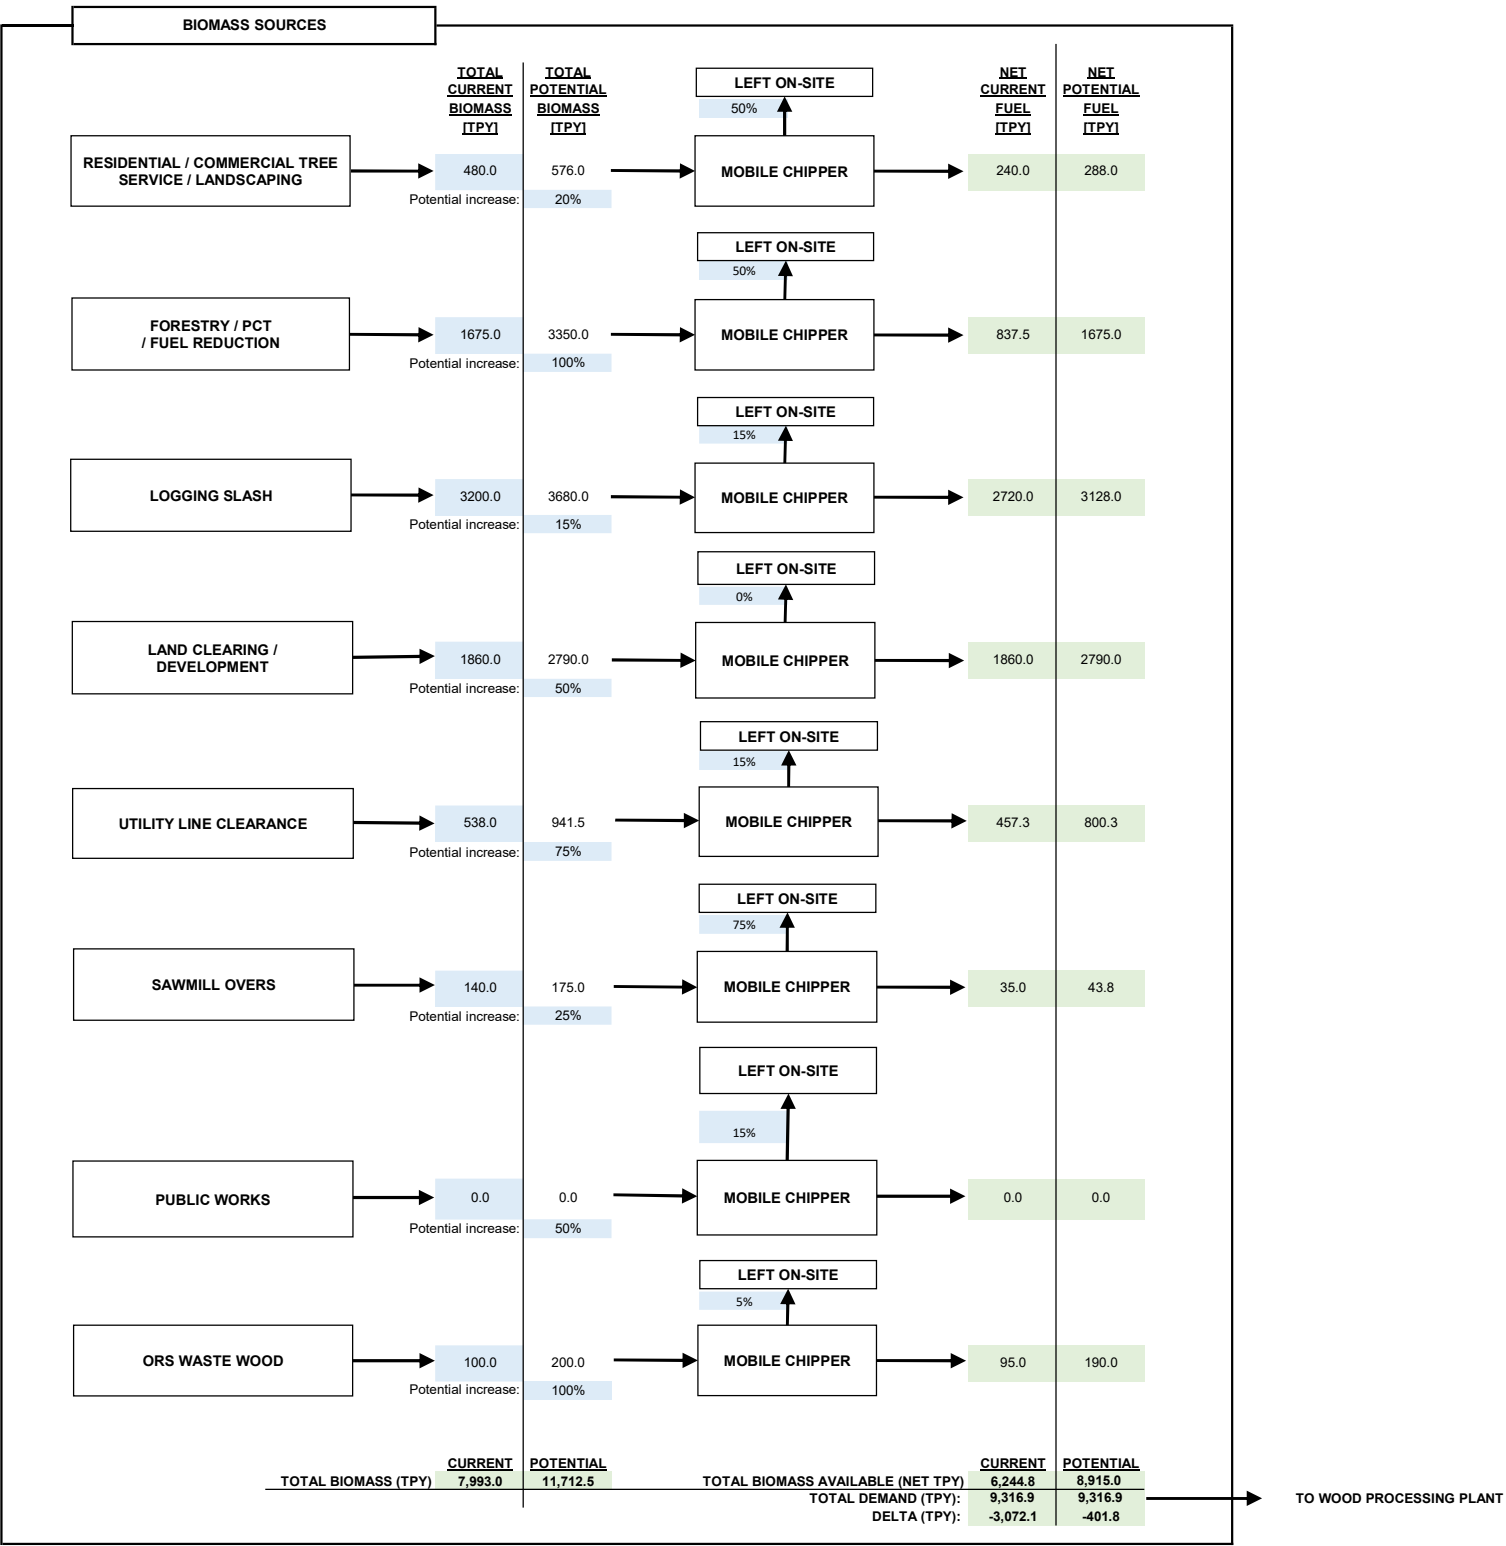 BIOMASS SOURCES
TOTAL CURRENT BIOMASS [TPY]
TOTAL POTENTIAL BIOMASS [TPY]
LEFT ON-SITE
50%
NET CURRENT FUEL [TPY]
NET POTENTIAL FUEL [TPY]
RESIDENTIAL / COMMERCIAL TREE
SERVICE / LANDSCAPING
480.0
576.0
MOBILE CHIPPER
240.0
288.0
Potential increase:
20%
LEFT ON-SITE
50%
FORESTRY / PCT
/ FUEL REDUCTION
1675.0
3350.0
MOBILE CHIPPER
837.5
1675.0
Potential increase:
100%
LEFT ON-SITE
15%
LOGGING SLASH
3200.0
3680.0
MOBILE CHIPPER
2720.0
3128.0
Potential increase:
15%
LEFT ON-SITE
0%
LAND CLEARING /
DEVELOPMENT
1860.0
2790.0
MOBILE CHIPPER
1860.0
2790.0
Potential increase:
50%
LEFT ON-SITE
15%
UTILITY LINE CLEARANCE
538.0
941.5
MOBILE CHIPPER
457.3
800.3
Potential increase:
75%
LEFT ON-SITE
75%
SAWMILL OVERS
140.0
175.0
MOBILE CHIPPER
35.0
43.8
Potential increase:
25%
LEFT ON-SITE
15%
PUBLIC WORKS
0.0
0.0
MOBILE CHIPPER
0.0
0.0
Potential increase:
50%
LEFT ON-SITE
5%
ORS WASTE WOOD
100.0
200.0
MOBILE CHIPPER
95.0
190.0
Potential increase:
100%
CURRENT POTENTIAL
TOTAL BIOMASS (TPY) 7,993.0 11,712.5
CURRENT POTENTIAL
TOTAL BIOMASS AVAILABLE (NET TPY) 6,244.8 8,915.0
TOTAL DEMAND (TPY): 9,316.9 9,316.9
DELTA (TPY): -3,072.1 -401.8
TO WOOD PROCESSING PLANT